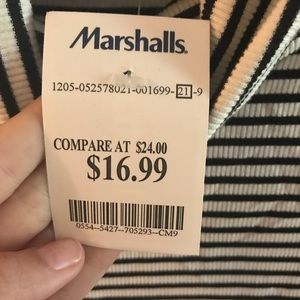 Marshalls.
1205-052578021-001699-21-9
COMPARE AT $24.00
$16.99
0554--5427--705293--CM9